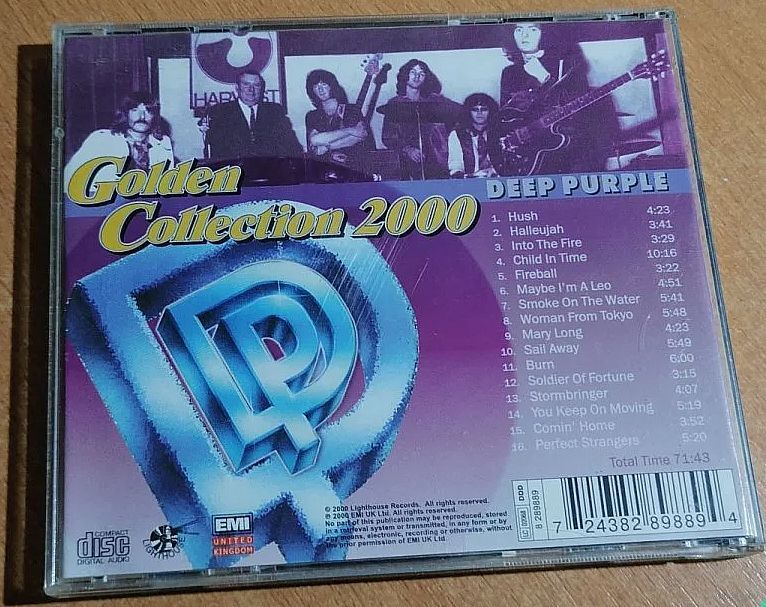 HARVEST
Golden
Collection 2000
DEEP PURPLE
1. Hush 4:23
2. Halleujah 3:41
3. Into The Fire 3:29
4. Child In Time 10:16
5. Fireball 3:22
6. Maybe I'm A Leo 4:51
7. Smoke On The Water 5:41
8. Woman From Tokyo 5:48
9. Mary Long 4:23
10. Sail Away 5:49
11. Burn 6:00
12. Soldier Of Fortune 3:15
13. Stormbringer 4:07
14. You Keep On Moving 5:19
15. Comin' Home 3:52
16. Perfect Strangers 5:20
Total Time 71:43
DP
© 2000 Lighthouse Records. All rights reserved.
℗ 2000 EMI UK Ltd. All rights reserved.
No part of this publication may be reproduced, stored
in a retrieval system or transmitted, in any form or by
any means, electronic, recording or otherwise, without
the prior permission of EMI UK Ltd.
COMPACT
disc
DIGITAL AUDIO
EMI
UNITED
KINGDOM
DDD
8 289889
7 24382 89889 4